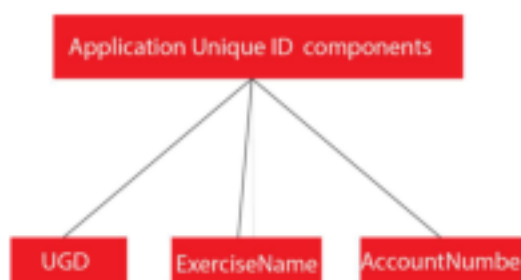 Application Unique ID components
UGD
ExerciseName
AccountNumbe